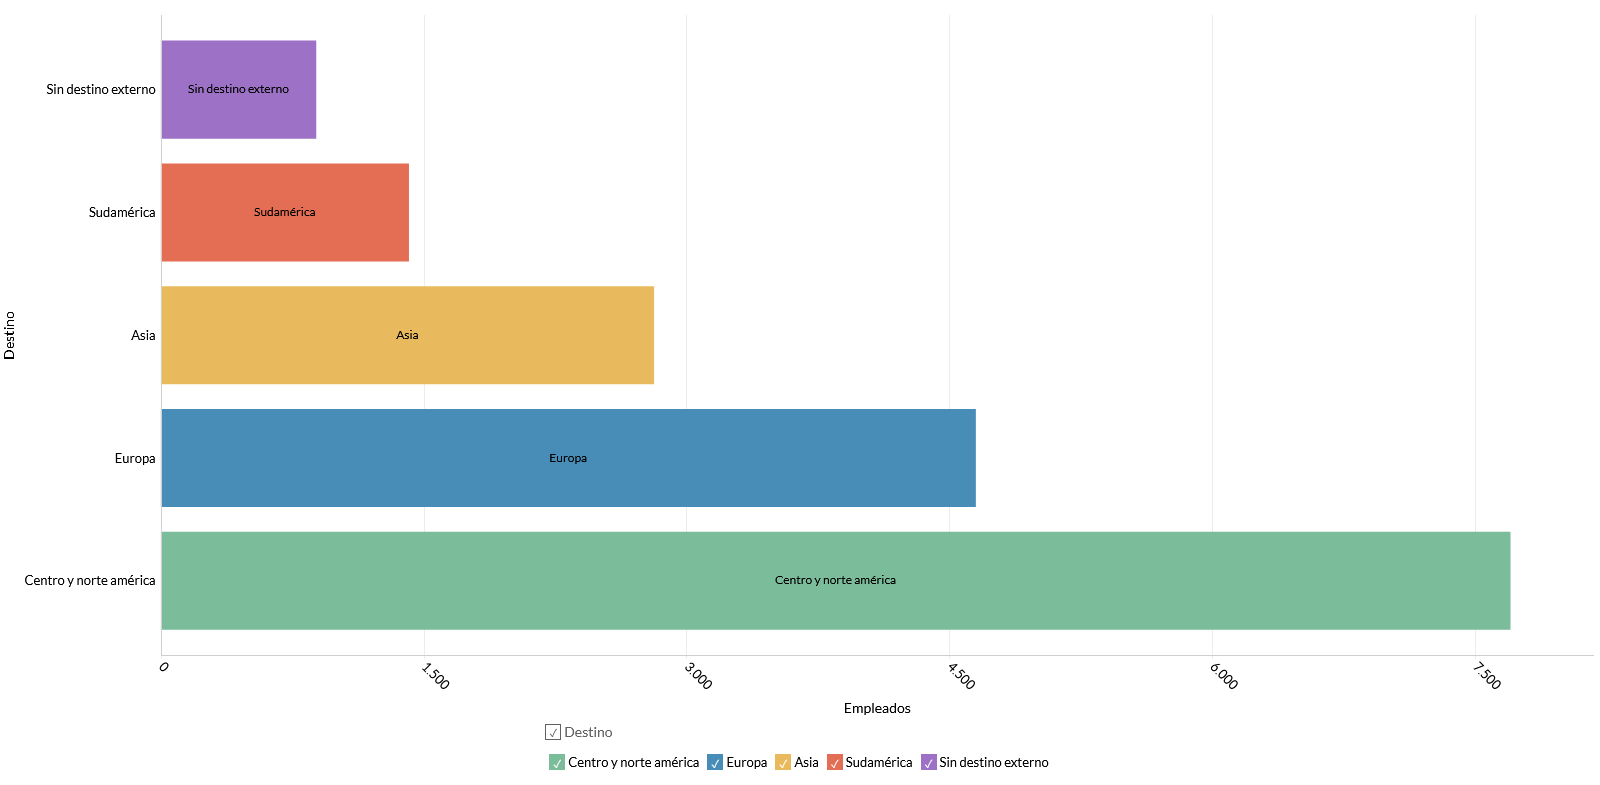 Sin destino externo
Sin destino externo
Sudamérica
Sudamérica
Asia
Asia
Destino
Europa
Europa
Centro y norte américa
Centro y norte américa
0
1.500
3.000
4.500
6.000
7.500
Empleados
Destino
Centro y norte américa Europa Asia Sudamérica Sin destino externo